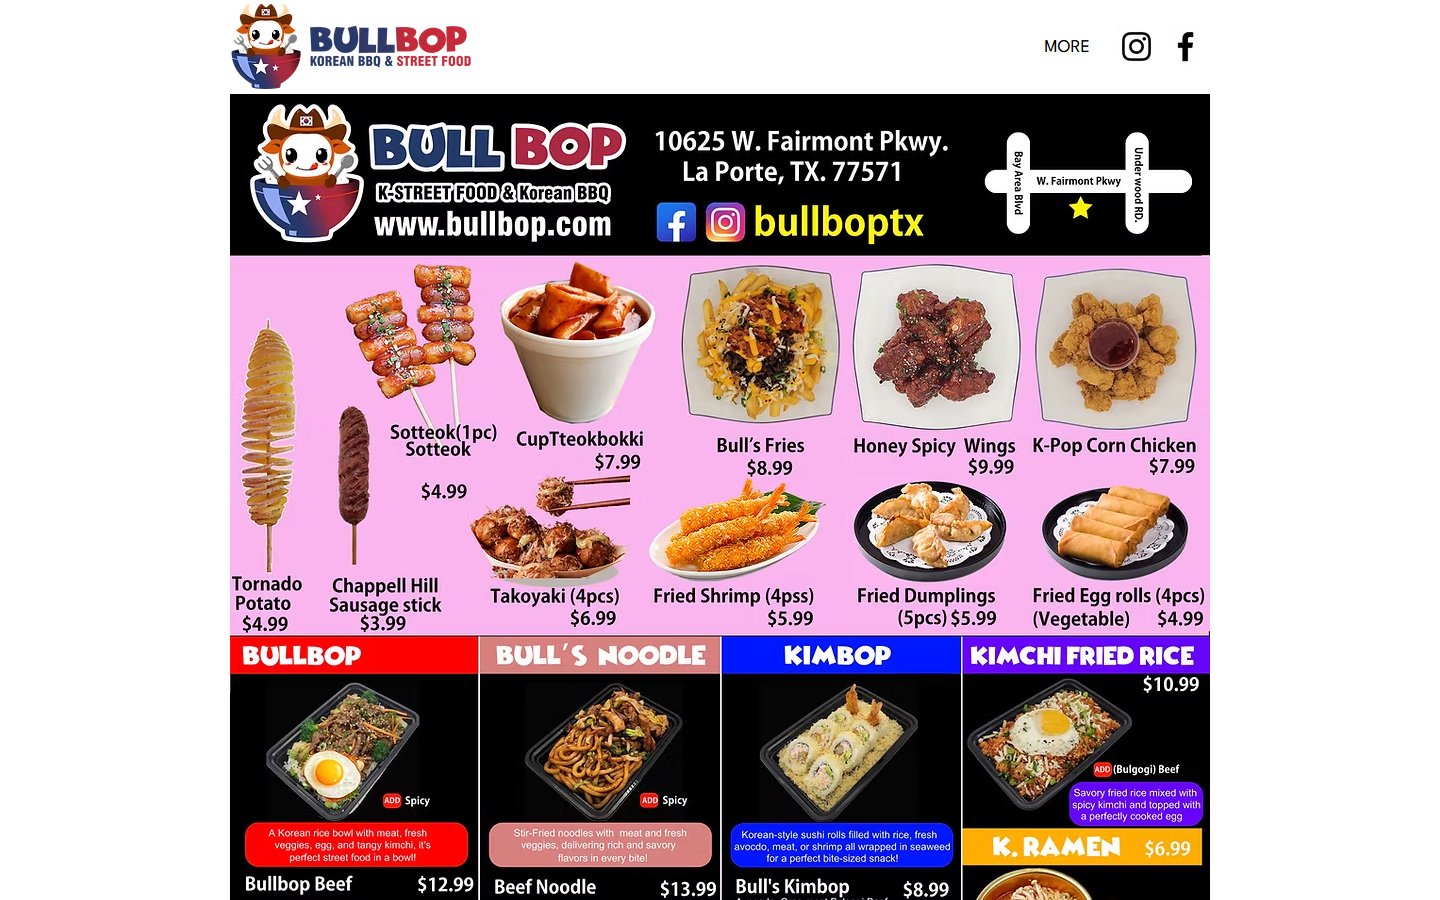 BULLBOP
KOREAN BBQ & STREET FOOD
MORE
BULL BOP
K-STREET FOOD & Korean BBQ
www.bullbop.com
10625 W. Fairmont Pkwy.
La Porte, TX. 77571
bullboptx
Bay Area Blvd
W. Fairmont Pkwy
Under wood RD.
Tornado
Potato
$4.99
Chappell Hill
Sausage stick
$3.99
Sotteok(1pc)
Sotteok
$4.99
CupTteokbokki
$7.99
Bull's Fries
$8.99
Honey Spicy Wings
$9.99
K-Pop Corn Chicken
$7.99
Takoyaki (4pcs)
$6.99
Fried Shrimp (4pss)
$5.99
Fried Dumplings
(5pcs) $5.99
Fried Egg rolls (4pcs)
(Vegetable) $4.99
BULLBOP
ADD Spicy
A Korean rice bowl with meat, fresh
veggies, egg, and tangy kimchi, it's
perfect street food in a bowl!
Bullbop Beef $12.99
BULL'S NOODLE
ADD Spicy
Stir-Fried noodles with meat and fresh
veggies, delivering rich and savory
flavors in every bite!
Beef Noodle $13.99
KIMBOP
Korean-style sushi rolls filled with rice, fresh
avocdo, meat, or shrimp all wrapped in seaweed
for a perfect bite-sized snack!
Bull's Kimbop $8.99
KIMCHI FRIED RICE
$10.99
ADD (Bulgogi) Beef
Savory fried rice mixed with
spicy kimchi and topped with
a perfectly cooked egg
K. RAMEN $6.99